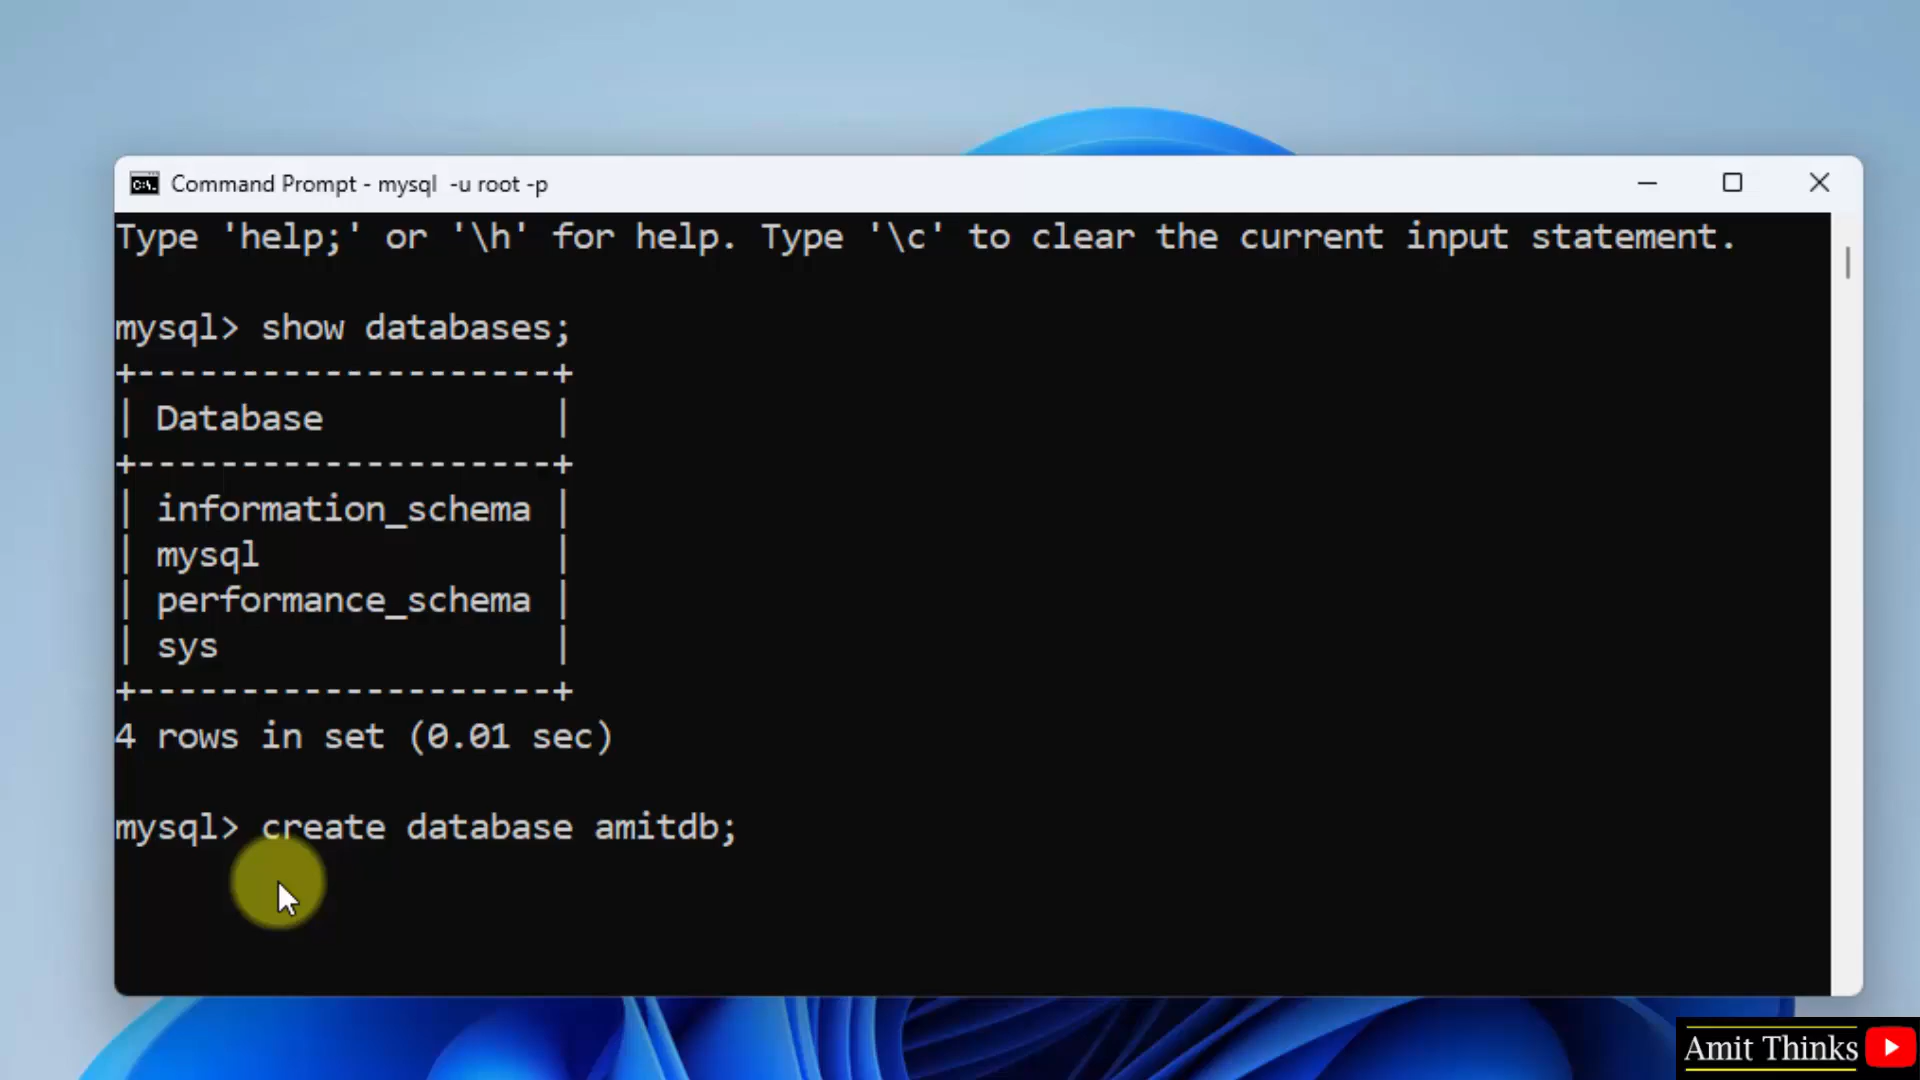 Command Prompt - mysql  -u root -p
Type 'help;' or '\h' for help. Type '\c' to clear the current input statement.
mysql> show databases;
+--------------------+
| Database           |
+--------------------+
| information_schema |
| mysql              |
| performance_schema |
| sys                |
+--------------------+
4 rows in set (0.01 sec)
mysql> create database amitdb;
Amit Thinks